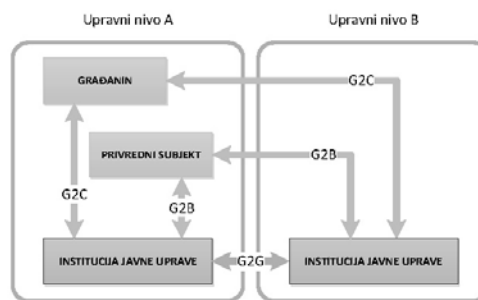 Upravni nivo A
Upravni nivo B
GRAĐANIN
G2C
PRIVREDNI SUBJEKT
G2B
G2C
G2B
INSTITUCIJA JAVNE UPRAVE
G2G
INSTITUCIJA JAVNE UPRAVE